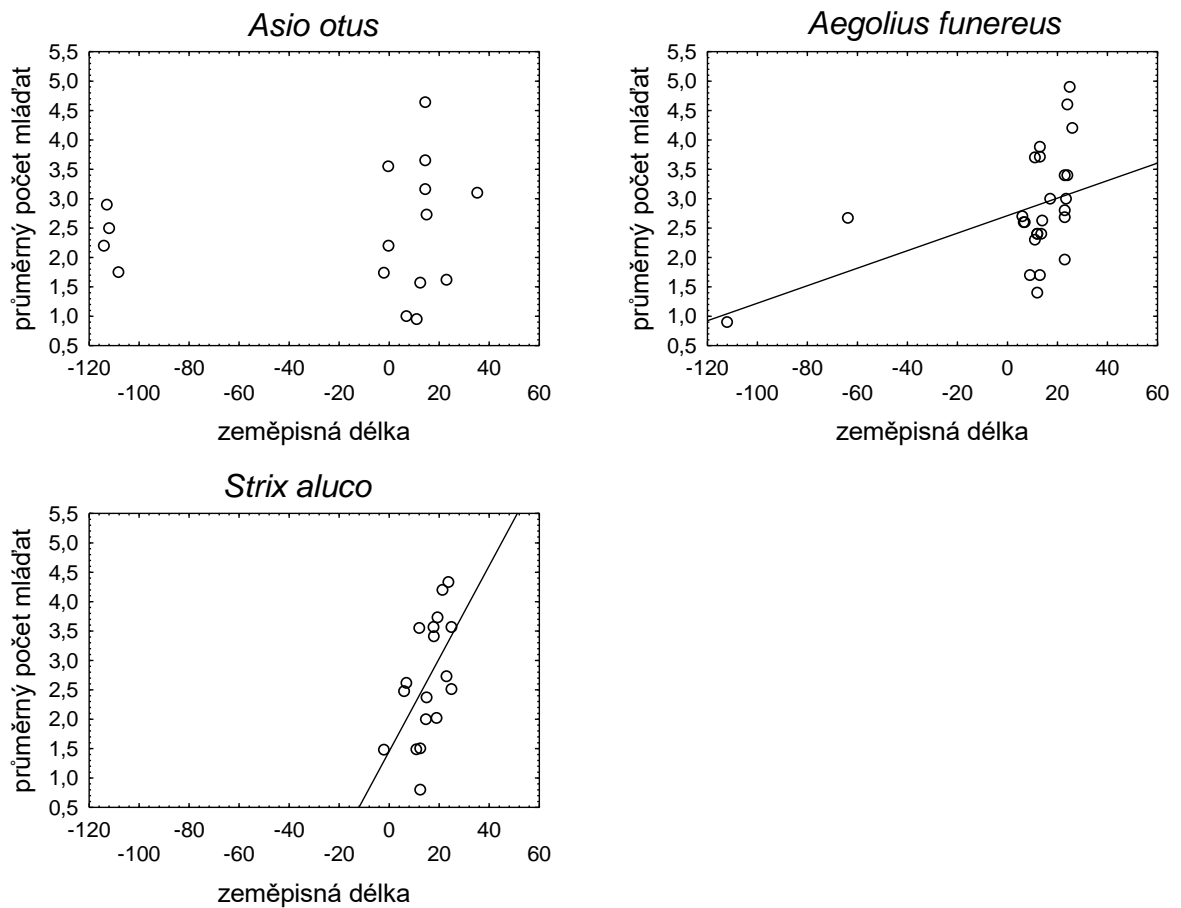 Asio otus
průměrný počet mláďat
5,5
5,0
4,5
4,0
3,5
3,0
2,5
2,0
1,5
1,0
0,5
-120 -80 -40 0 40
-100 -60 -20 20 60
zeměpisná délka
Aegolius funereus
průměrný počet mláďat
5,5
5,0
4,5
4,0
3,5
3,0
2,5
2,0
1,5
1,0
0,5
-120 -80 -40 0 40
-100 -60 -20 20 60
zeměpisná délka
Strix aluco
průměrný počet mláďat
5,5
5,0
4,5
4,0
3,5
3,0
2,5
2,0
1,5
1,0
0,5
-120 -80 -40 0 40
-100 -60 -20 20 60
zeměpisná délka